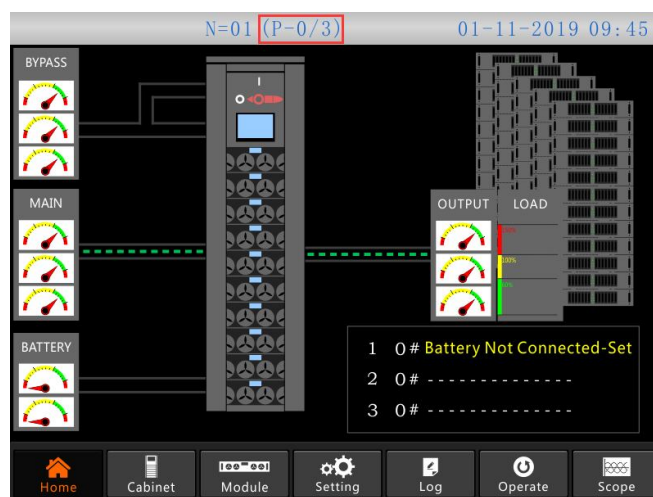 N=01 (P-0/3) 01-11-2019 09:45
BYPASS
MAIN
OUTPUT LOAD
100%
BATTERY
1 0# Battery Not Connected-Set
2 0# - - - - - - - - - - - - - -
3 0# - - - - - - - - - - - - - -
Home Cabinet Module Setting Log Operate Scope